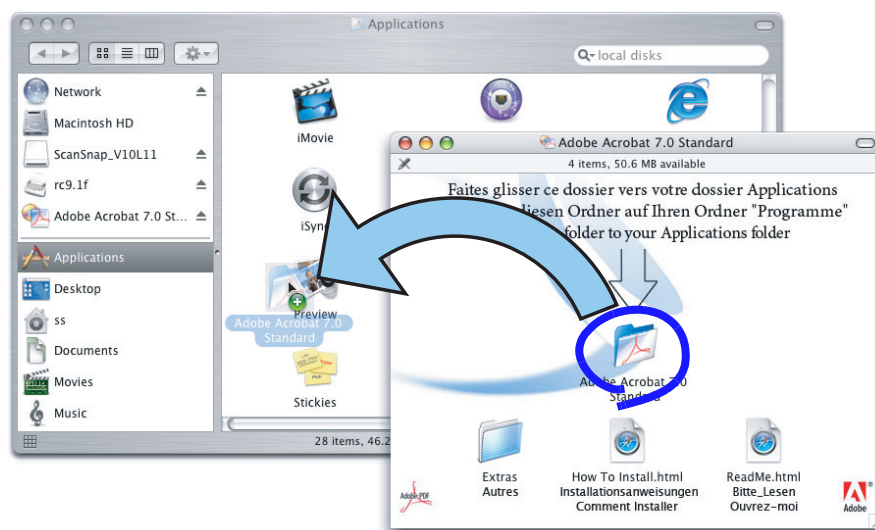 Applications
local disks
Network
Macintosh HD
ScanSnap_V10L11
rc9.1f
Adobe Acrobat 7.0 St...
Applications
Desktop
ss
Documents
Movies
Music
iMovie
iSync
Preview
Adobe Acrobat 7.0
Standard
Stickies
28 items, 46.2
Adobe Acrobat 7.0 Standard
4 items, 50.6 MB available
Faites glisser ce dossier vers votre dossier Applications
diesen Ordner auf Ihren Ordner "Programme"
folder to your Applications folder
Adobe Acrobat 7.0
Standard
Extras
Autres
How To Install.html
Installationsanweisungen
Comment Installer
ReadMe.html
Bitte_Lesen
Ouvrez-moi
Adobe PDF
Adobe